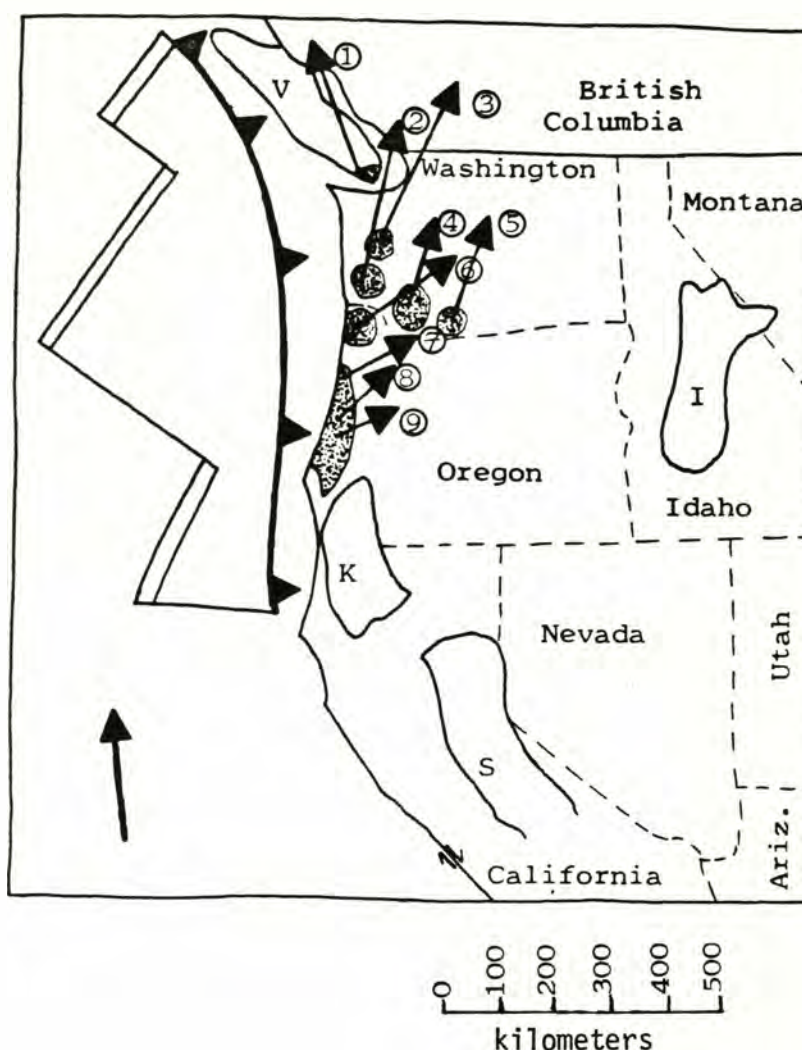 ①
V
②
③
British
Columbia
Washington
Montana
④
⑤
⑥
⑦
⑧
⑨
I
Oregon
Idaho
K
Nevada
Utah
S
California
Ariz.
0 100 200 300 400 500
kilometers